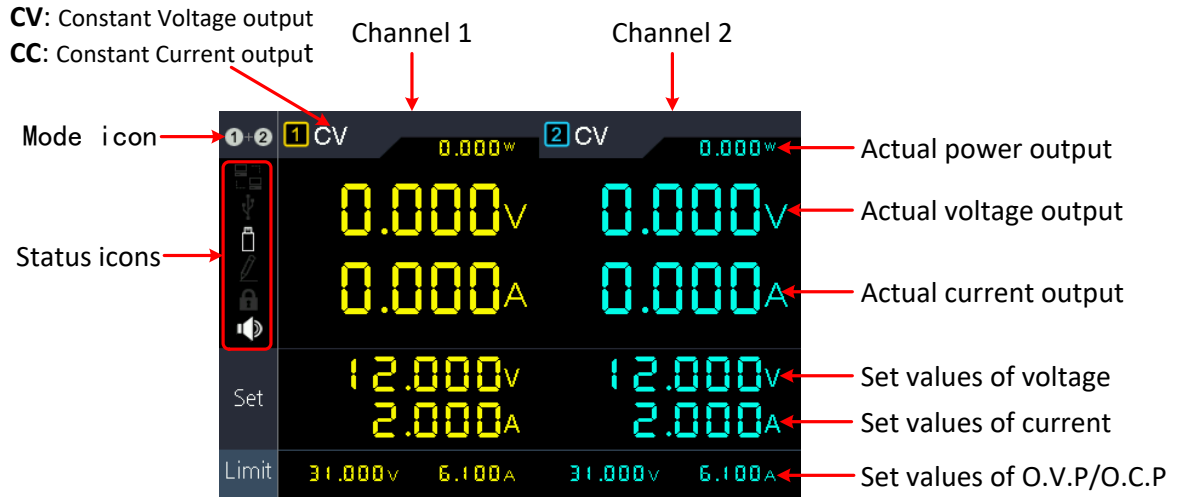 CV: Constant Voltage output
CC: Constant Current output
Channel 1
Channel 2
Mode icon
1+2
1 CV
0.000W
2 CV
0.000W
Actual power output
0.000V
0.000V
Actual voltage output
Status icons
0.000A
0.000A
Actual current output
Set
12.000V
12.000V
Set values of voltage
2.000A
2.000A
Set values of current
Limit
31.000V
6.100A
31.000V
6.100A
Set values of O.V.P/O.C.P